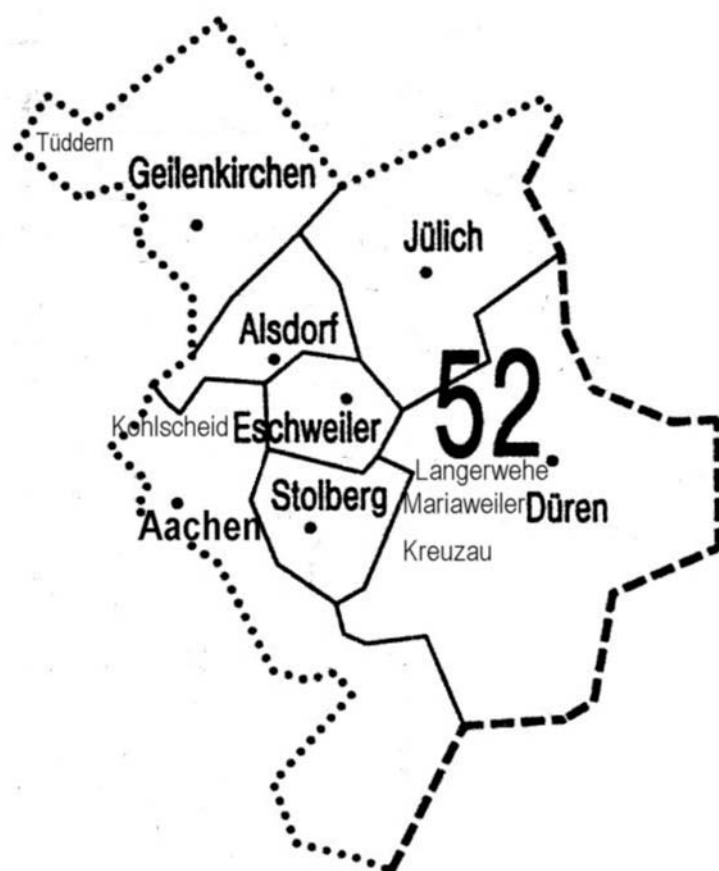 Tüddern
Geilenkirchen
Jülich
Alsdorf
52
Kohlscheid
Eschweiler
Langerwehe
Stolberg
Mariaweiler
Düren
Aachen
Kreuzau